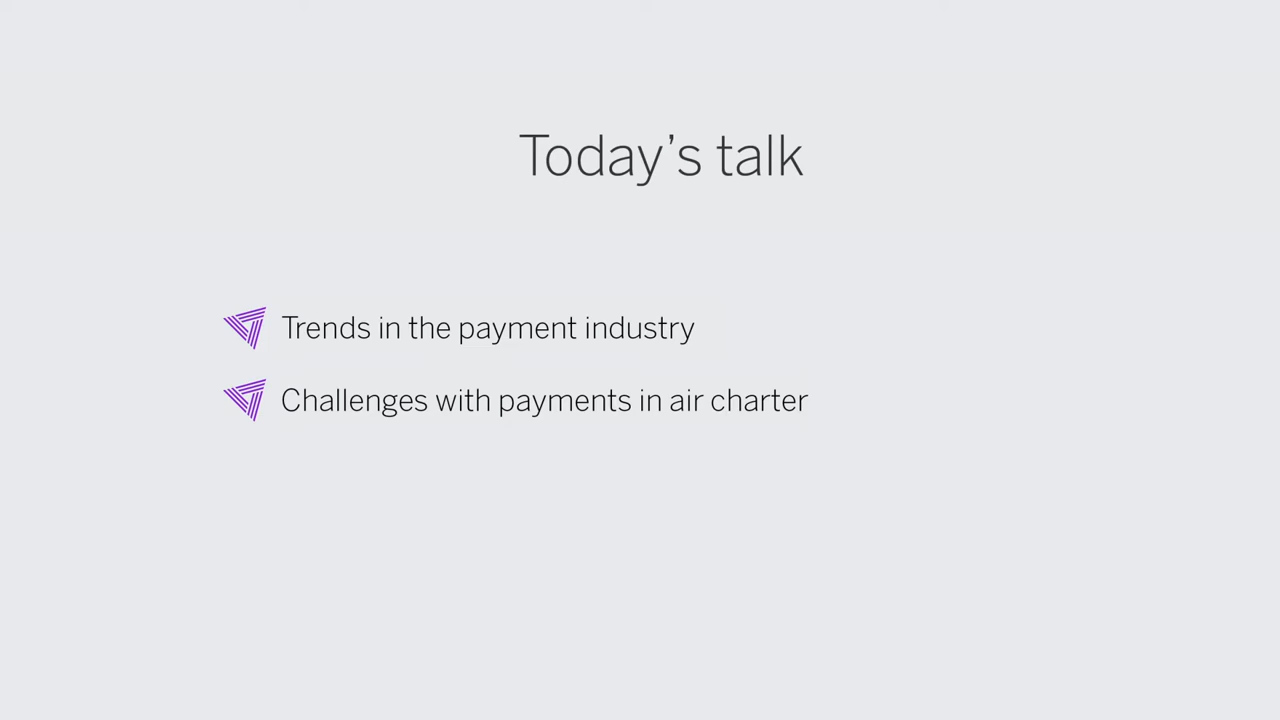 Today’s talk
Trends in the payment industry
Challenges with payments in air charter